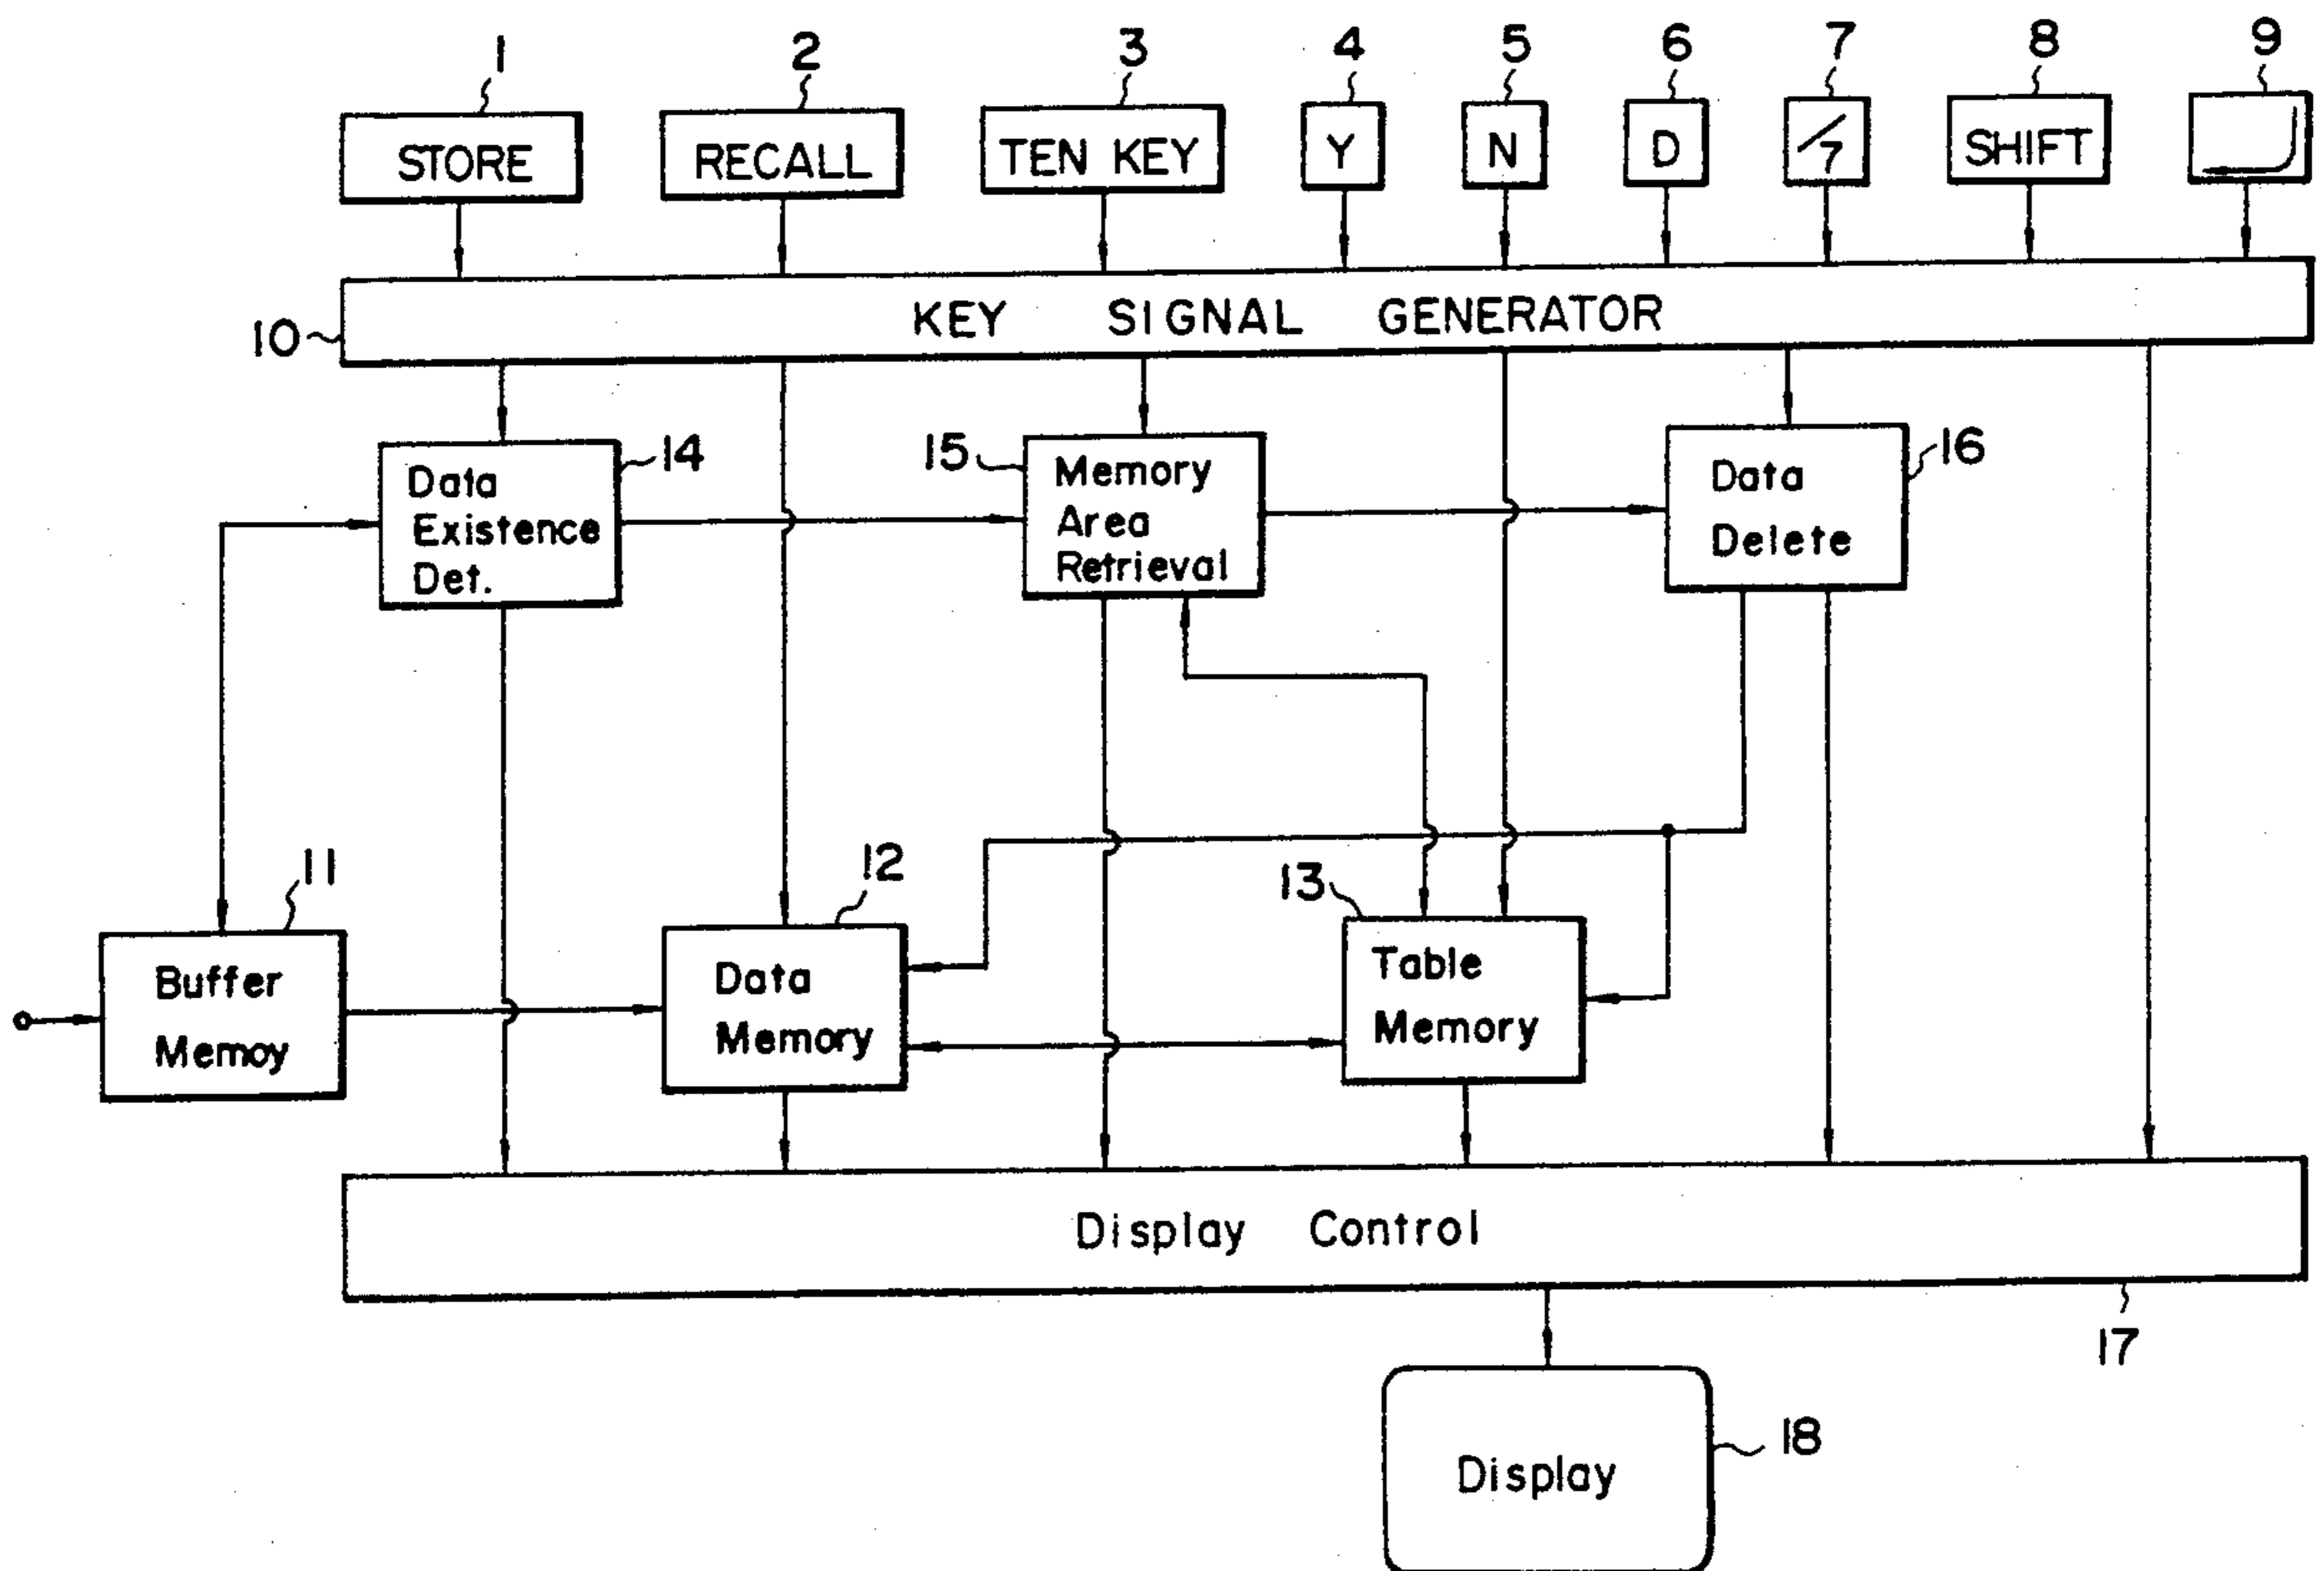 1 2 3 4 5 6 7 8 9
STORE RECALL TEN KEY Y N D /7 SHIFT
KEY SIGNAL GENERATOR
10
14
Data
Existence
Det.
15
Memory
Area
Retrieval
16
Data
Delete
11
Buffer
Memoy
12
Data
Memory
13
Table
Memory
Display Control
17
Display
18